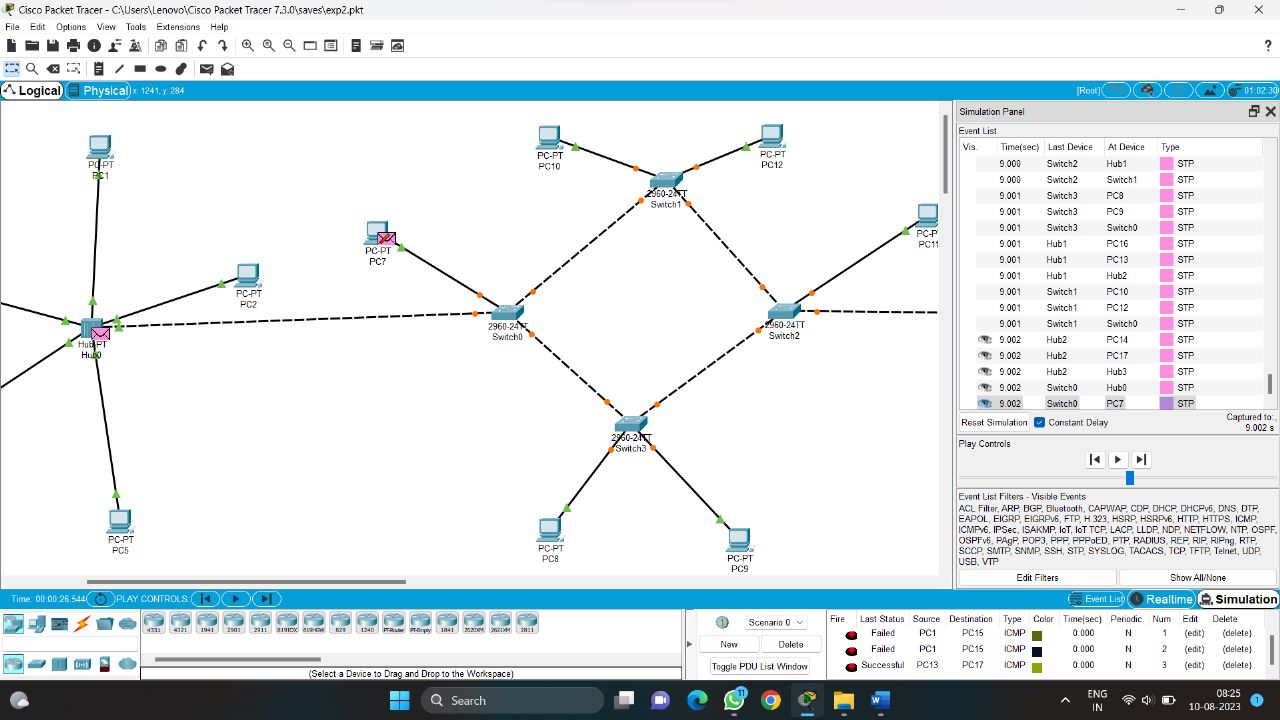 Cisco Packet Tracer - C:\Users\Lenovo\Cisco Packet Tracer 7.3.0\saves\exp2.pkt
File Edit Options View Tools Extensions Help
?
Logical Physical x: 1241, y: 284 [Root] 01:02:30
PC-PT
PC1
PC-PT
PC2
Hub-PT
Hub0
PC-PT
PC5
PC-PT
PC7
PC-PT
PC10
PC-PT
PC12
2960-24TT
Switch1
PC-PT
PC11
2960-24TT
Switch0
2960-24TT
Switch2
2960-24TT
Switch3
PC-PT
PC8
PC-PT
PC9
Simulation Panel
Event List
Vis. Time(sec) Last Device At Device Type
9.000 Switch2 Hub1 STP
9.000 Switch2 Switch1 STP
9.001 Switch3 PC8 STP
9.001 Switch3 PC9 STP
9.001 Switch3 Switch0 STP
9.001 Hub1 PC16 STP
9.001 Hub1 PC13 STP
9.001 Hub1 Hub2 STP
9.001 Switch1 PC10 STP
9.001 Switch1 PC12 STP
9.001 Switch1 Switch0 STP
9.002 Hub2 PC14 STP
9.002 Hub2 PC17 STP
9.002 Hub2 Hub3 STP
9.002 Switch0 Hub0 STP
9.002 Switch0 PC7 STP
Reset Simulation Constant Delay Captured to:
9.002 s
Play Controls
Event List Filters - Visible Events
ACL Filter, ARP, BGP, Bluetooth, CAPWAP, CDP, DHCP, DHCPv6, DNS, DTP,
EAPOL, EIGRP, EIGRPv6, FTP, H.323, HSRP, HSRPv6, HTTP, HTTPS, ICMP,
ICMPv6, IPSec, ISAKMP, IoT, IoT TCP, LACP, LLDP, NDP, NETFLOW, NTP, OSPF,
OSPFv6, PAgP, POP3, PPP, PPPoED, PTP, RADIUS, REP, RIP, RIPng, RTP,
SCCP, SMTP, SNMP, SSH, STP, SYSLOG, TACACS, TCP, TFTP, Telnet, UDP,
USB, VTP
Edit Filters Show All/None
Time: 00:00:26.544 PLAY CONTROLS: Event List Realtime Simulation
4331 4321 1941 2901 2911 819IOX 819HGW 829 1240 PT-Router PT-Empty 1841 2620XM 2621XM 2811
(Select a Device to Drag and Drop to the Workspace)
Scenario 0
New Delete
Toggle PDU List Window
Fire Last Status Source Destination Type Color Time(sec) Periodic Num Edit Delete
Failed PC1 PC15 ICMP 0.000 N 1 (edit) (delete)
Failed PC1 PC15 ICMP 0.000 N 2 (edit) (delete)
Successful PC13 PC17 ICMP 0.000 N 3 (edit) (delete)
Search
11
ENG
IN
08:25
10-08-2023
1